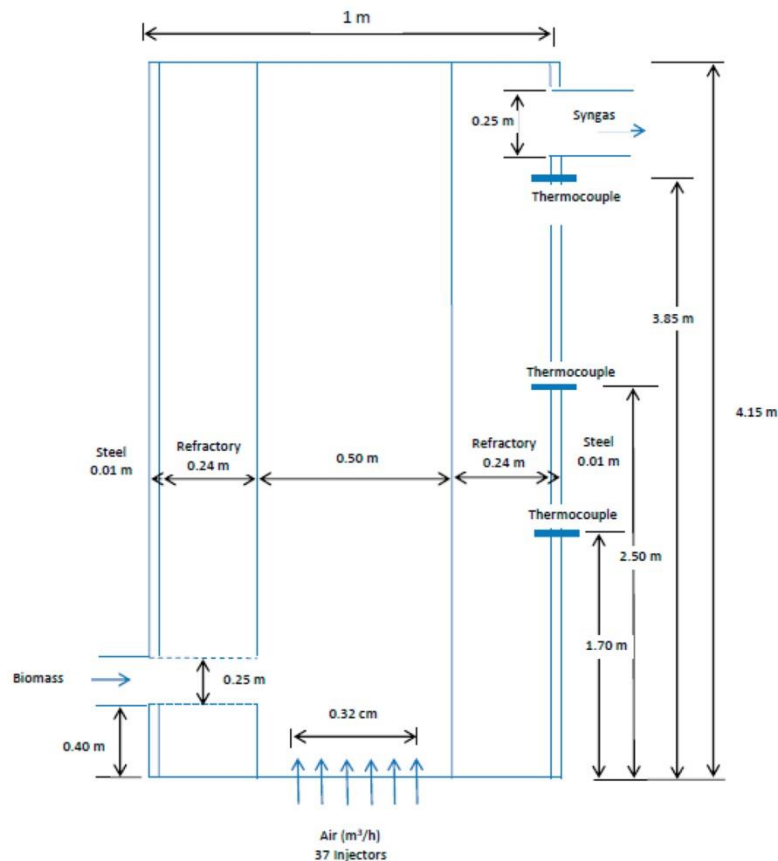 1 m
0.25 m
Syngas
Thermocouple
3.85 m
Thermocouple
4.15 m
Steel
0.01 m
Refractory
0.24 m
0.50 m
Refractory
0.24 m
Steel
0.01 m
Thermocouple
2.50 m
1.70 m
Biomass
0.25 m
0.32 cm
0.40 m
Air (m³/h)
37 Injectors